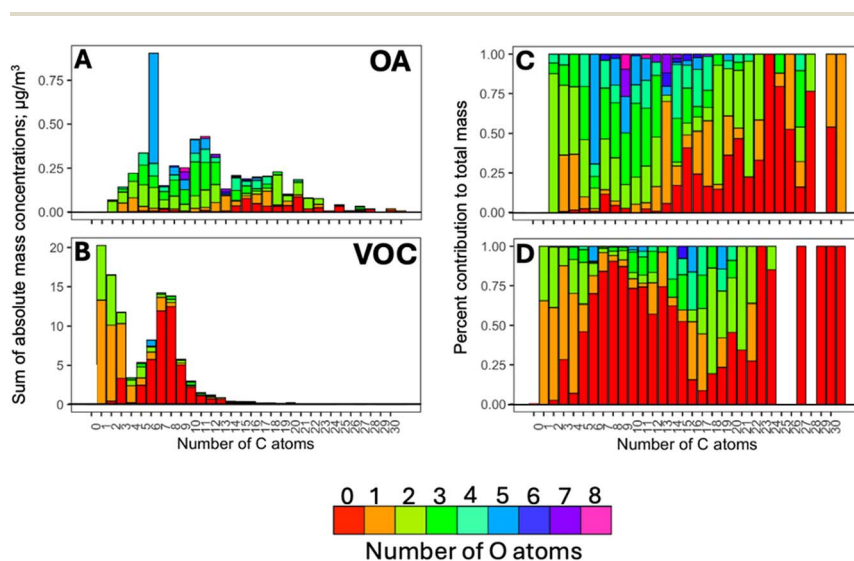 A OA
Sum of absolute mass concentrations; µg/m³
0.75
0.50
0.25
0.00
B VOC
20
15
10
5
0
0 1 2 3 4 5 6 7 8 9 10 11 12 13 14 15 16 17 18 19 20 21 22 23 24 25 26 27 28 29 30
Number of C atoms
C
Percent contribution to total mass
1.00
0.75
0.50
0.25
0.00
D
1.00
0.75
0.50
0.25
0.00
0 1 2 3 4 5 6 7 8 9 10 11 12 13 14 15 16 17 18 19 20 21 22 23 24 25 26 27 28 29 30
Number of C atoms
0 1 2 3 4 5 6 7 8
Number of O atoms